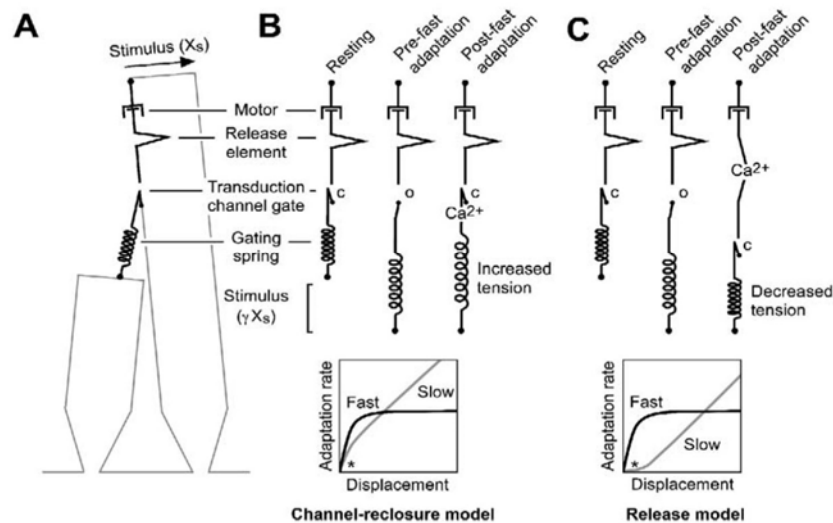 A
Stimulus (XS)
Motor
Release
element
Transduction
channel gate
Gating
spring
Stimulus
(γ XS)
B
Resting
Pre-fast
adaptation
Post-fast
adaptation
c
o
c
Ca2+
Increased
tension
Adaptation rate
Fast
Slow
*
Displacement
Channel-reclosure model
C
Resting
Pre-fast
adaptation
Post-fast
adaptation
c
o
Ca2+
c
Decreased
tension
Adaptation rate
Fast
Slow
*
Displacement
Release model